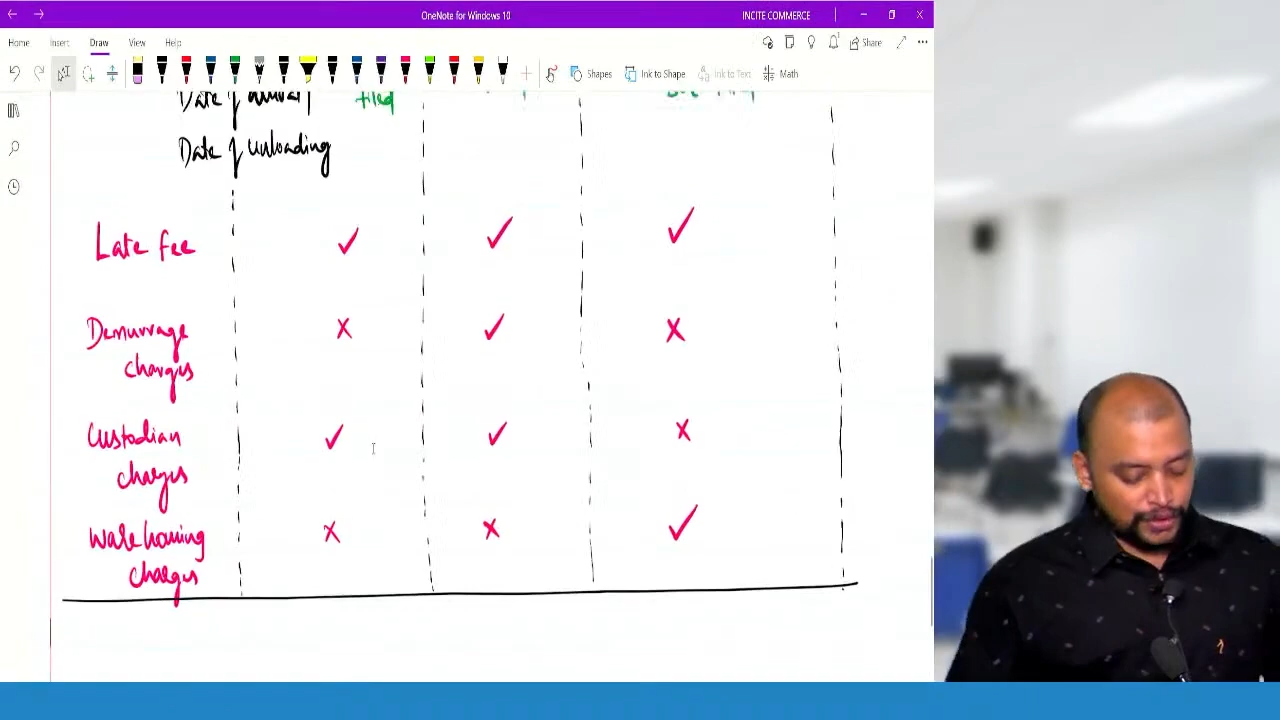 OneNote for Windows 10
INCITE COMMERCE
Home Insert Draw View Help
Share
Shapes Ink to Shape Ink to Text Math
Date of filed
Date of unloading
Late fee ✓ ✓ ✓
Demurrage X ✓ X
charges
Custodian ✓ ✓ X
charges
Warehousing X X ✓
charges